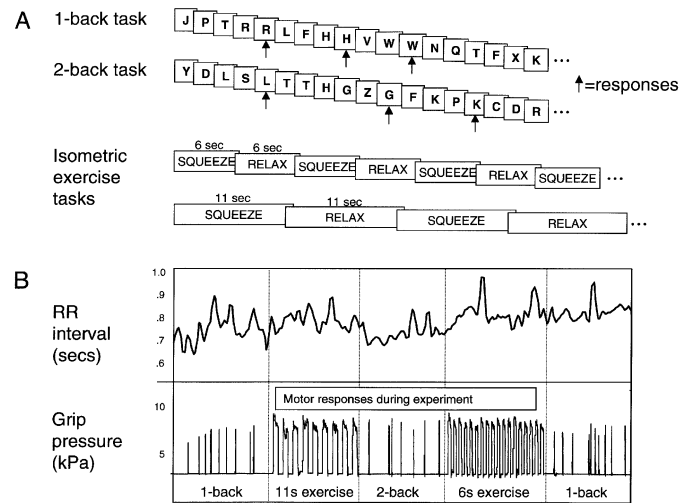 A
1-back task
J P T R R L F H H V W W N Q T F X K ...
2-back task
Y D L S L T T H G Z G F K P K C D R ...
=responses
Isometric
exercise
tasks
6 sec 6 sec
SQUEEZE RELAX SQUEEZE RELAX SQUEEZE RELAX SQUEEZE ...
11 sec 11 sec
SQUEEZE RELAX SQUEEZE RELAX ...
B
RR
interval
(secs)
1.0
.9
.8
.7
.6
Motor responses during experiment
Grip
pressure
(kPa)
10
5
1-back 11s exercise 2-back 6s exercise 1-back